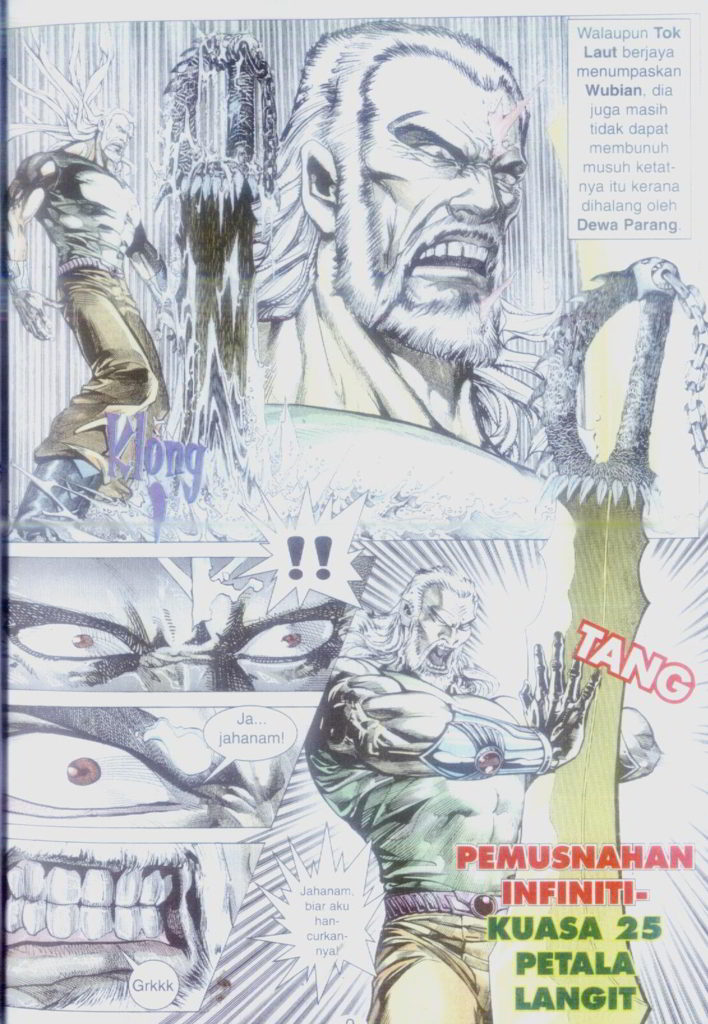 Walaupun Tok
Laut berjaya
menumpaskan
Wubian, dia
juga masih
tidak dapat
membunuh
musuh ketat-
nya itu kerana
dihalang oleh
Dewa Parang.
Klong
!
!!
TANG
Ja...
jahanam!
Jahanam,
biar aku
han-
curkan-
nya!
Grkkk
PEMUSNAHAN
INFINITI-
KUASA 25
PETALA
LANGIT